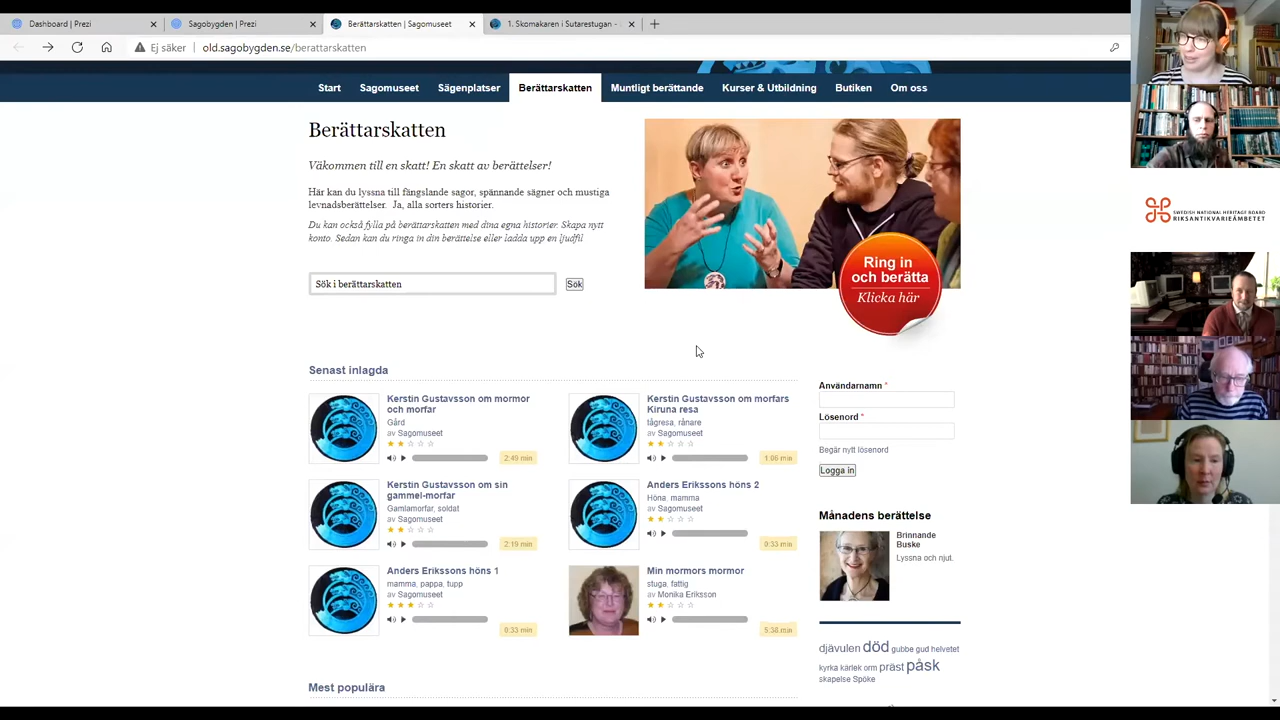 Dashboard | Prezi
Sagobygden | Prezi
Berättarskatten | Sagomuseet
1. Skomakaren i Sutarestugan -
Ej säker
old.sagobygden.se/berattarskatten
Start
Sagomuseet
Sägenplatser
Berättarskatten
Muntligt berättande
Kurser & Utbildning
Butiken
Om oss
Berättarskatten
Väkommen till en skatt! En skatt av berättelser!
Här kan du lyssna till fängslande sagor, spännande sägner och mustiga
levnadsberättelser. Ja, alla sorters historier.
Du kan också fylla på berättarskatten med dina egna historier. Skapa nytt
konto. Sedan kan du ringa in din berättelse eller ladda upp en ljudfil
Sök i berättarskatten
Sök
Ring in
och berätta
Klicka här
SWEDISH NATIONAL HERITAGE BOARD
RIKSANTIKVARIEÄMBETET
Senast inlagda
Kerstin Gustavsson om mormor
och morfar
Gård
av Sagomuseet
2:49 min
Kerstin Gustavsson om morfars
Kiruna resa
tågresa, rånare
av Sagomuseet
1:06 min
Kerstin Gustavsson om sin
gammel-morfar
Gamlamorfar, soldat
av Sagomuseet
2:19 min
Anders Erikssons höns 2
Höna, mamma
av Sagomuseet
0:33 min
Anders Erikssons höns 1
mamma, pappa, tupp
av Sagomuseet
0:33 min
Min mormors mormor
stuga, fattig
av Monika Eriksson
5:38 min
Mest populära
Användarnamn *
Lösenord *
Begär nytt lösenord
Logga in
Månadens berättelse
Brinnande
Buske
Lyssna och njut.
djävulen död gubbe gud helvetet
kyrka kärlek orm präst påsk
skapelse Spöke